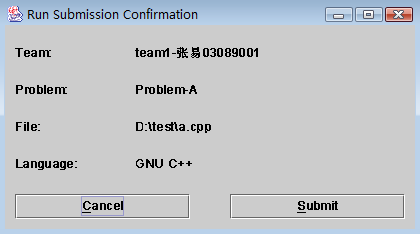 Run Submission Confirmation
Team: team1-张易03089001
Problem: Problem-A
File: D:\test\a.cpp
Language: GNU C++
Cancel Submit